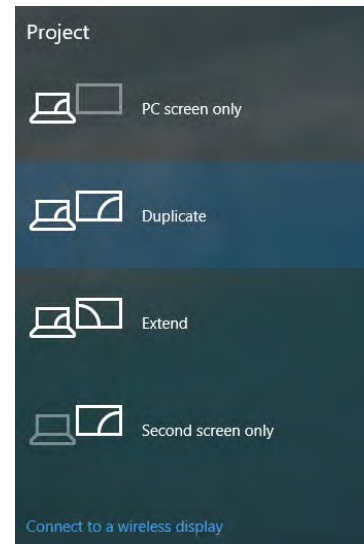 Project
PC screen only
Duplicate
Extend
Second screen only
Connect to a wireless display